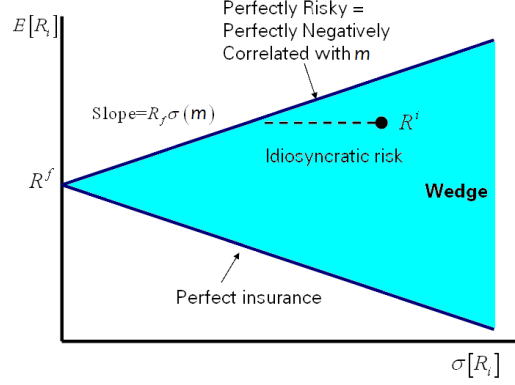 Perfectly Risky =
Perfectly Negatively
Correlated with m
E[R_i]
Slope=R_f σ(m)
R^i
Idiosyncratic risk
R^f
Wedge
Perfect insurance
σ[R_i]